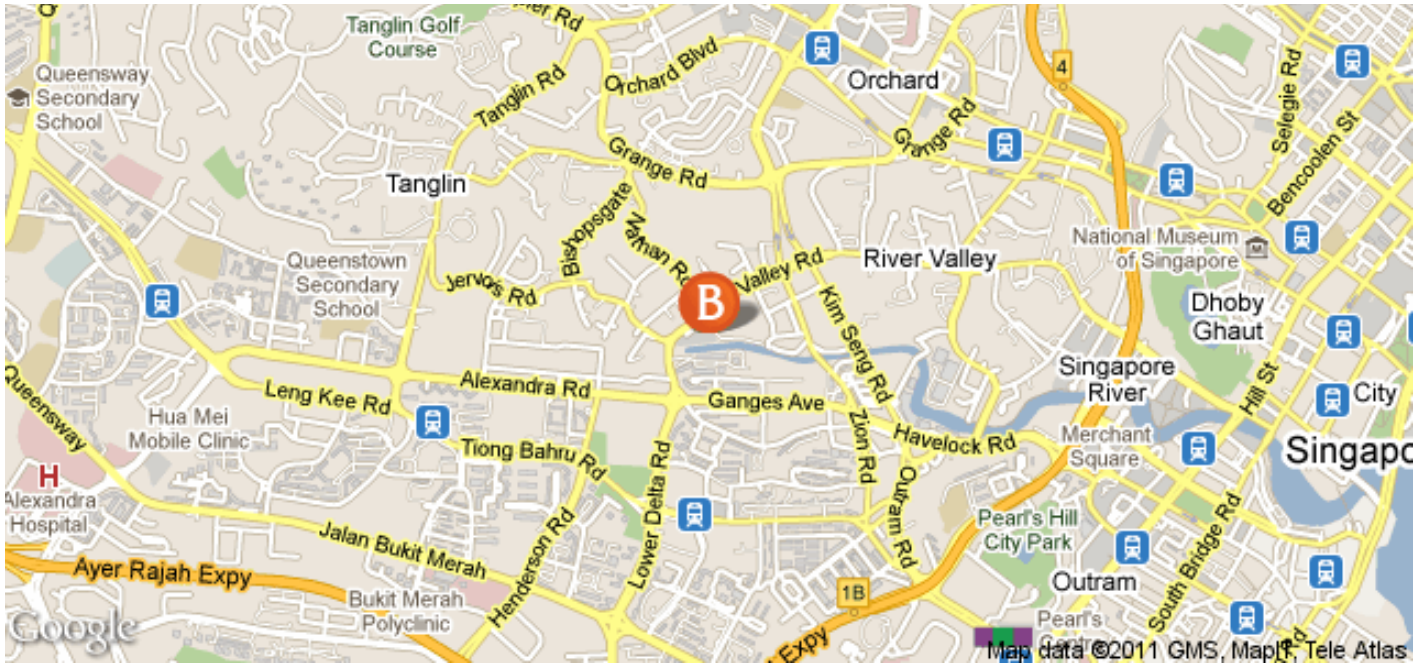 Tanglin Golf
Course
Orchard Blvd
4
Selegie Rd
Queensway
Secondary
School
Orchard
Tanglin Rd
Grange Rd
Bencoolen St
Grange Rd
Tanglin
Bishopsgate
National Museum
of Singapore
River Valley
Valley Rd
Queenstown
Secondary
School
Jervois Rd
B
Kim Seng Rd
Dhoby
Ghaut
Singapore
River
Hill St
Alexandra Rd
Leng Kee Rd
Ganges Ave
City
Queensway
Hua Mei
Mobile Clinic
Zion Rd
Havelock Rd
Merchant
Square
Tiong Bahru Rd
H
Alexandra
Hospital
Lower Delta Rd
Outram Rd
South Bridge Rd
Jalan Bukit Merah
Henderson Rd
Pearl's Hill
City Park
Ayer Rajah Expy
Outram
1B
Bukit Merah
Polyclinic
Google
Pearl's
Expy
Map data ©2011 GMS, MapIT, Tele Atlas